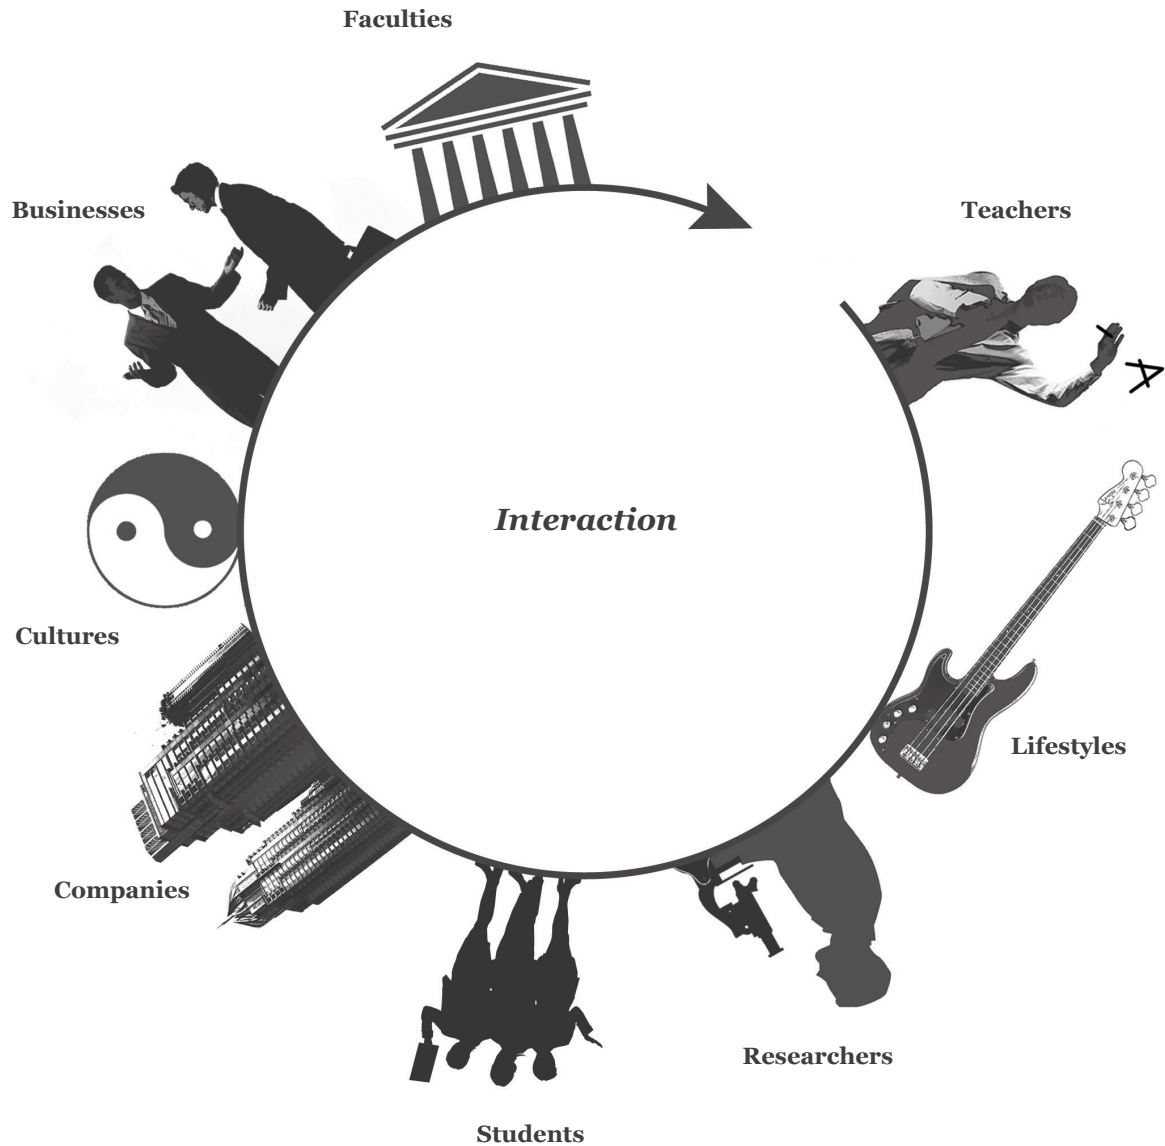 Faculties
Businesses
Teachers
A
Interaction
Cultures
Lifestyles
Companies
Researchers
Students